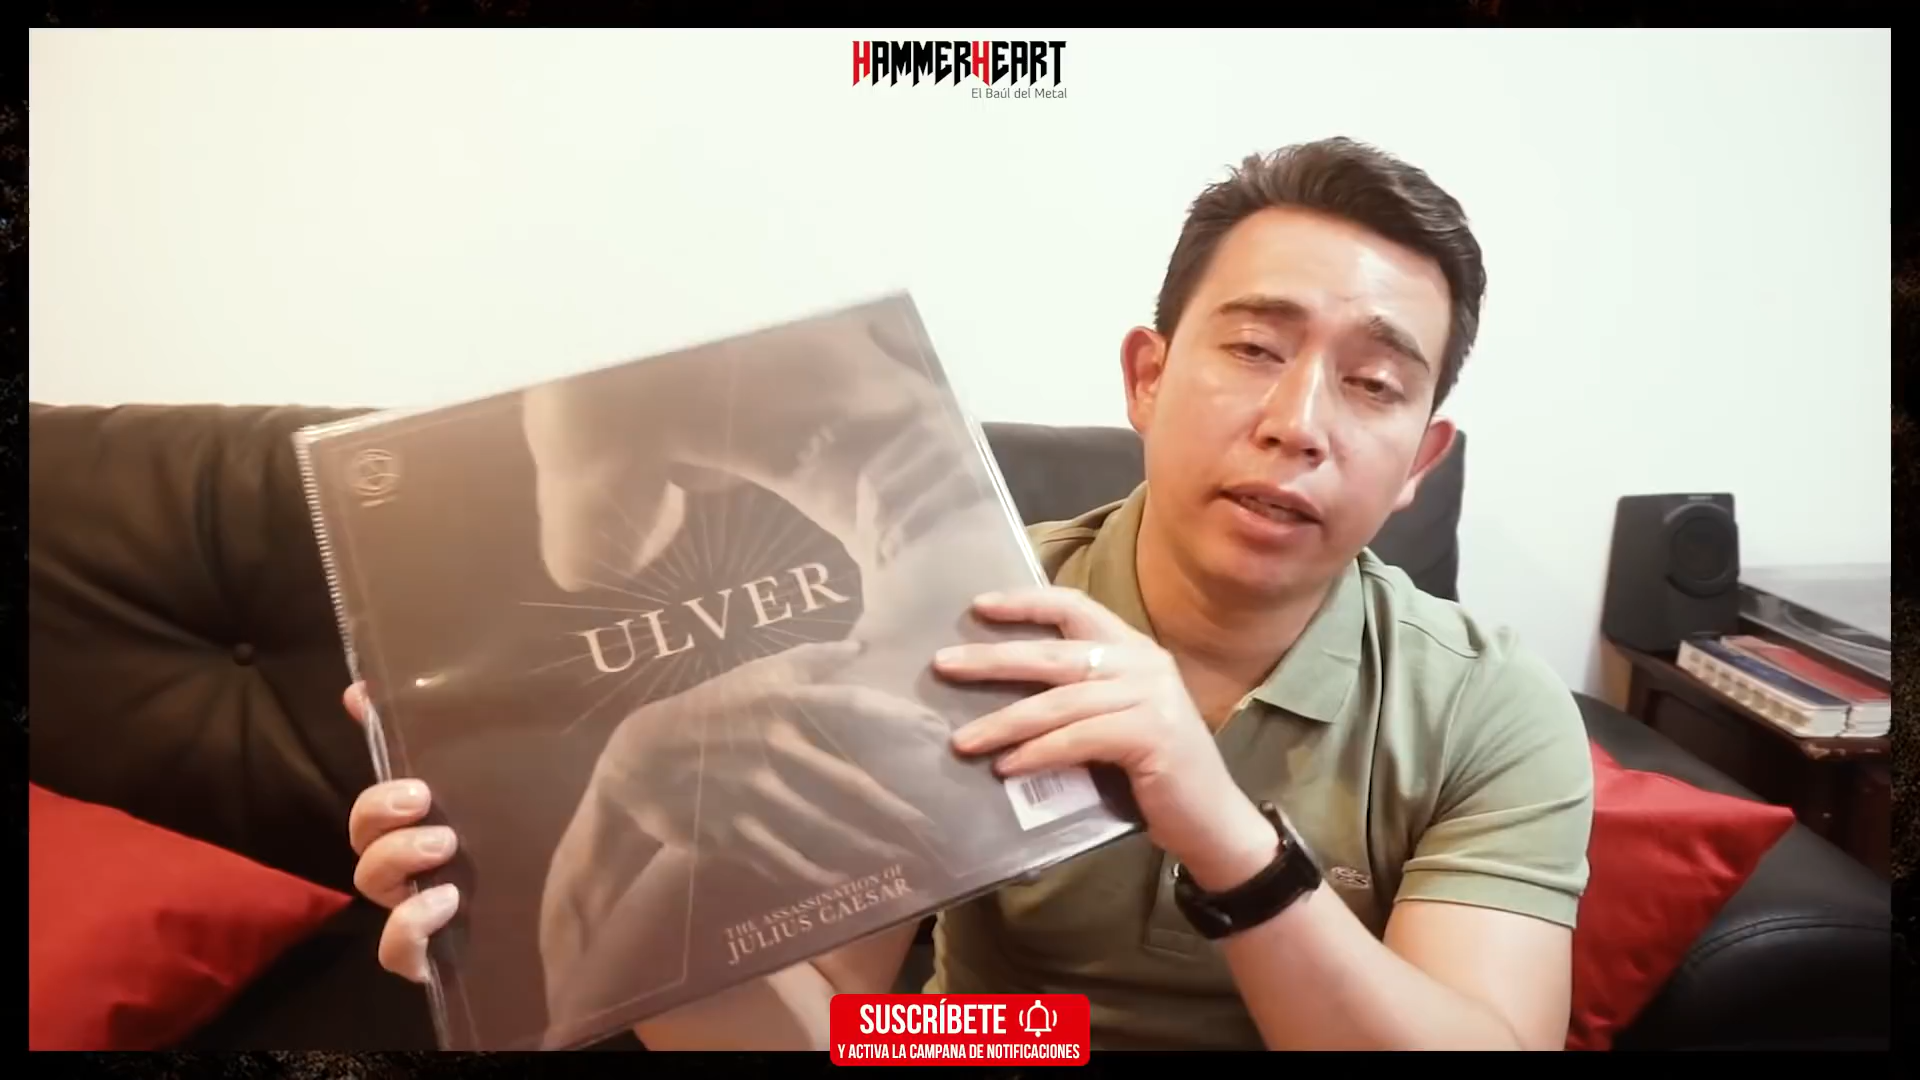 HAMMERHEART
El Baúl del Metal
ULVER
THE ASSASSINATION OF
JULIUS CAESAR
SUSCRÍBETE
Y ACTIVA LA CAMPANA DE NOTIFICACIONES